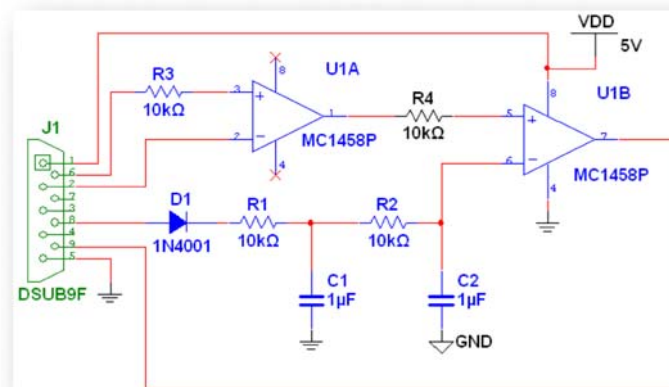 VDD
5V
U1A
U1B
R3
10kΩ
8
3
2
1
4
MC1458P
R4
10kΩ
8
5
6
7
4
MC1458P
J1
1
6
2
7
3
8
4
9
5
DSUB9F
D1
1N4001
R1
10kΩ
R2
10kΩ
C1
1µF
C2
1µF
GND